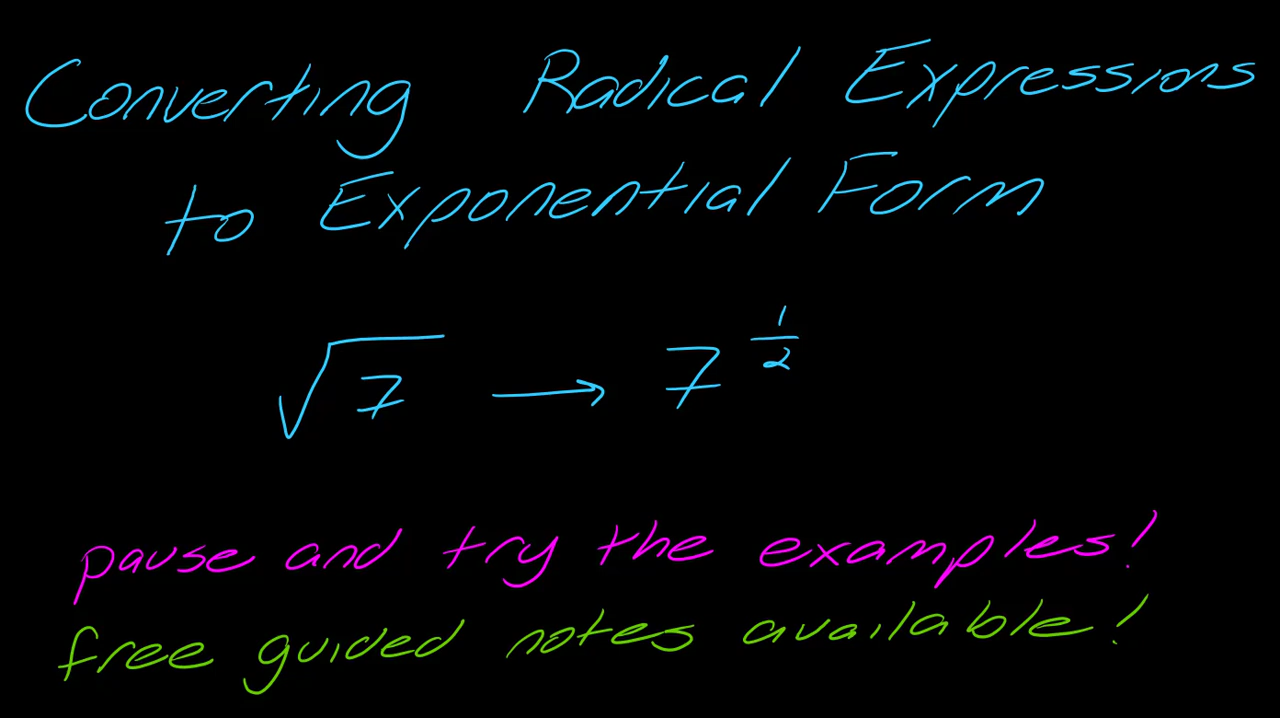 Converting Radical Expressions
to Exponential Form
√7 → 7^(1/2)
pause and try the examples!
free guided notes available!